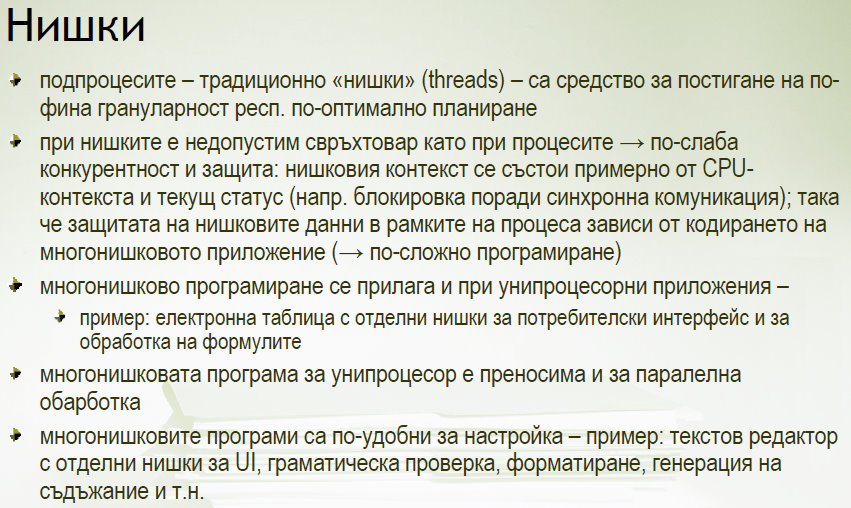 Нишки
подпроцесите – традиционно «нишки» (threads) – са средство за постигане на по-
фина грануларност респ. по-оптимално планиране
при нишките е недопустим свръхтовар като при процесите → по-слаба
конкурентност и защита: нишковия контекст се състои примерно от CPU-
контекста и текущ статус (напр. блокировка поради синхронна комуникация); така
че защитата на нишковите данни в рамките на процеса зависи от кодирането на
многонишковото приложение (→ по-сложно програмиране)
многонишково програмиране се прилага и при унипроцесорни приложения –
пример: електронна таблица с отделни нишки за потребителски интерфейс и за
обработка на формулите
многонишковата програма за унипроцесор е преносима и за паралелна
обарботка
многонишковите програми са по-удобни за настройка – пример: текстов редактор
с отделни нишки за UI, граматическа проверка, форматиране, генерация на
съдъжание и т.н.